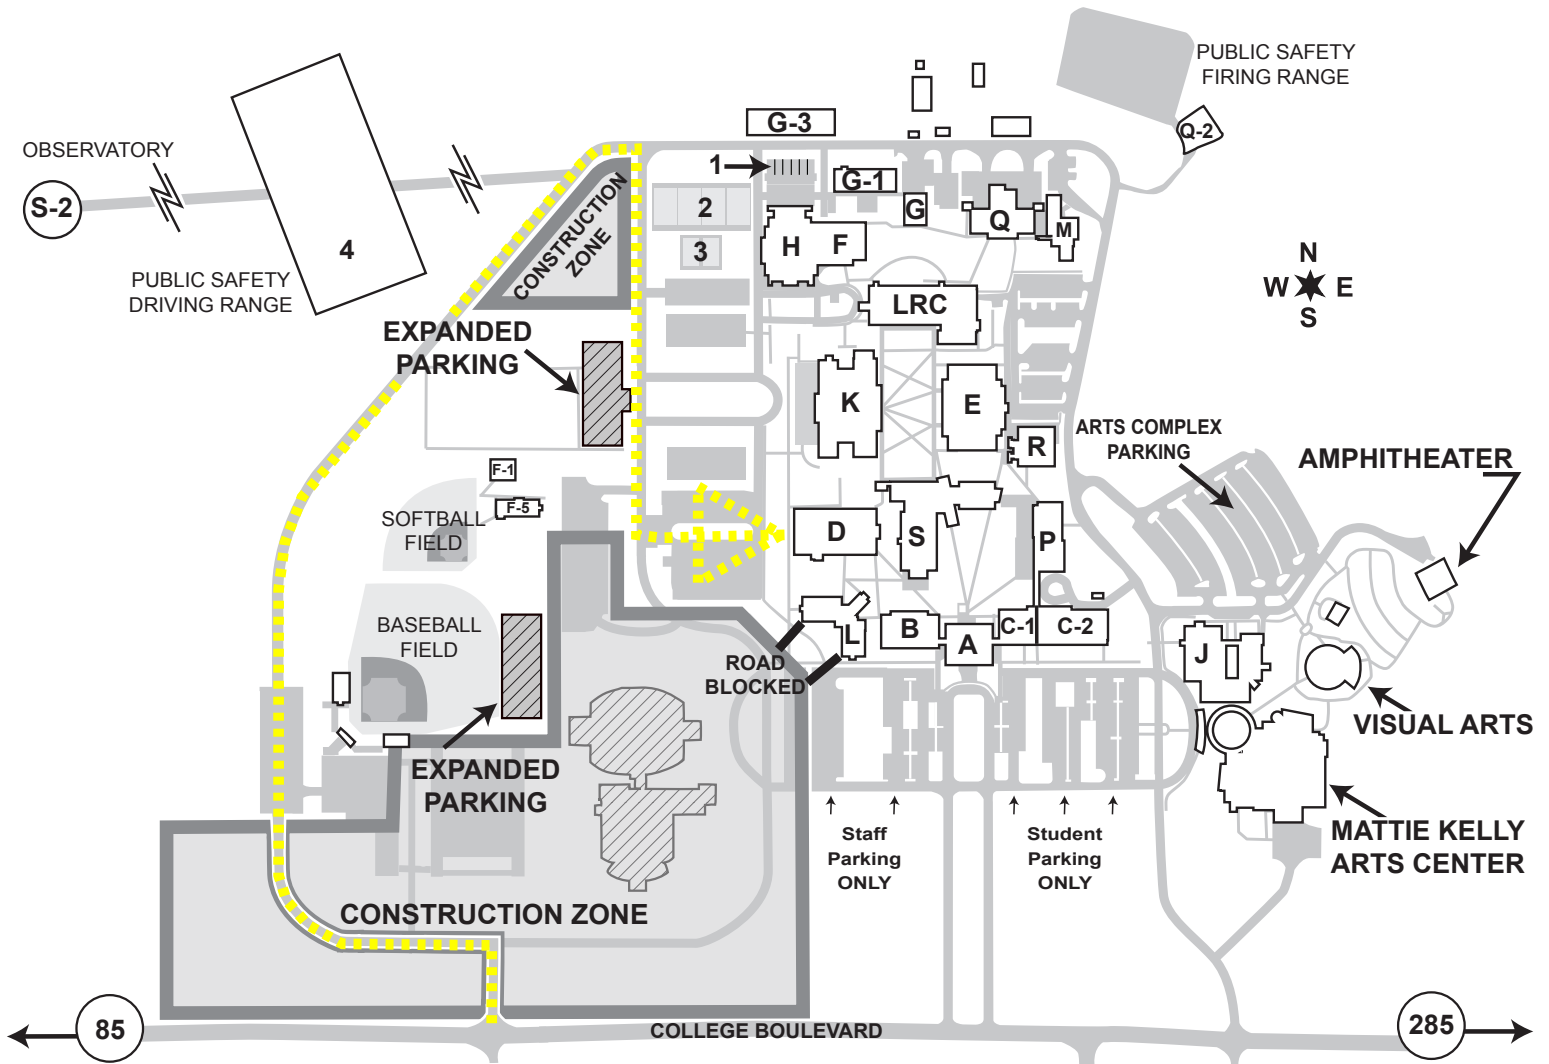 PUBLIC SAFETY
FIRING RANGE
Q-2
G-3
OBSERVATORY
S-2
4
PUBLIC SAFETY
DRIVING RANGE
CONSTRUCTION
ZONE
1
2
3
G-1
G
Q
M
H
F
LRC
N
W
E
S
EXPANDED
PARKING
K
E
R
ARTS COMPLEX
PARKING
AMPHITHEATER
F-1
F-5
SOFTBALL
FIELD
D
S
P
BASEBALL
FIELD
ROAD
BLOCKED
L
B
A
C-1
C-2
J
VISUAL ARTS
EXPANDED
PARKING
Staff
Parking
ONLY
Student
Parking
ONLY
MATTIE KELLY
ARTS CENTER
CONSTRUCTION ZONE
85
COLLEGE BOULEVARD
285